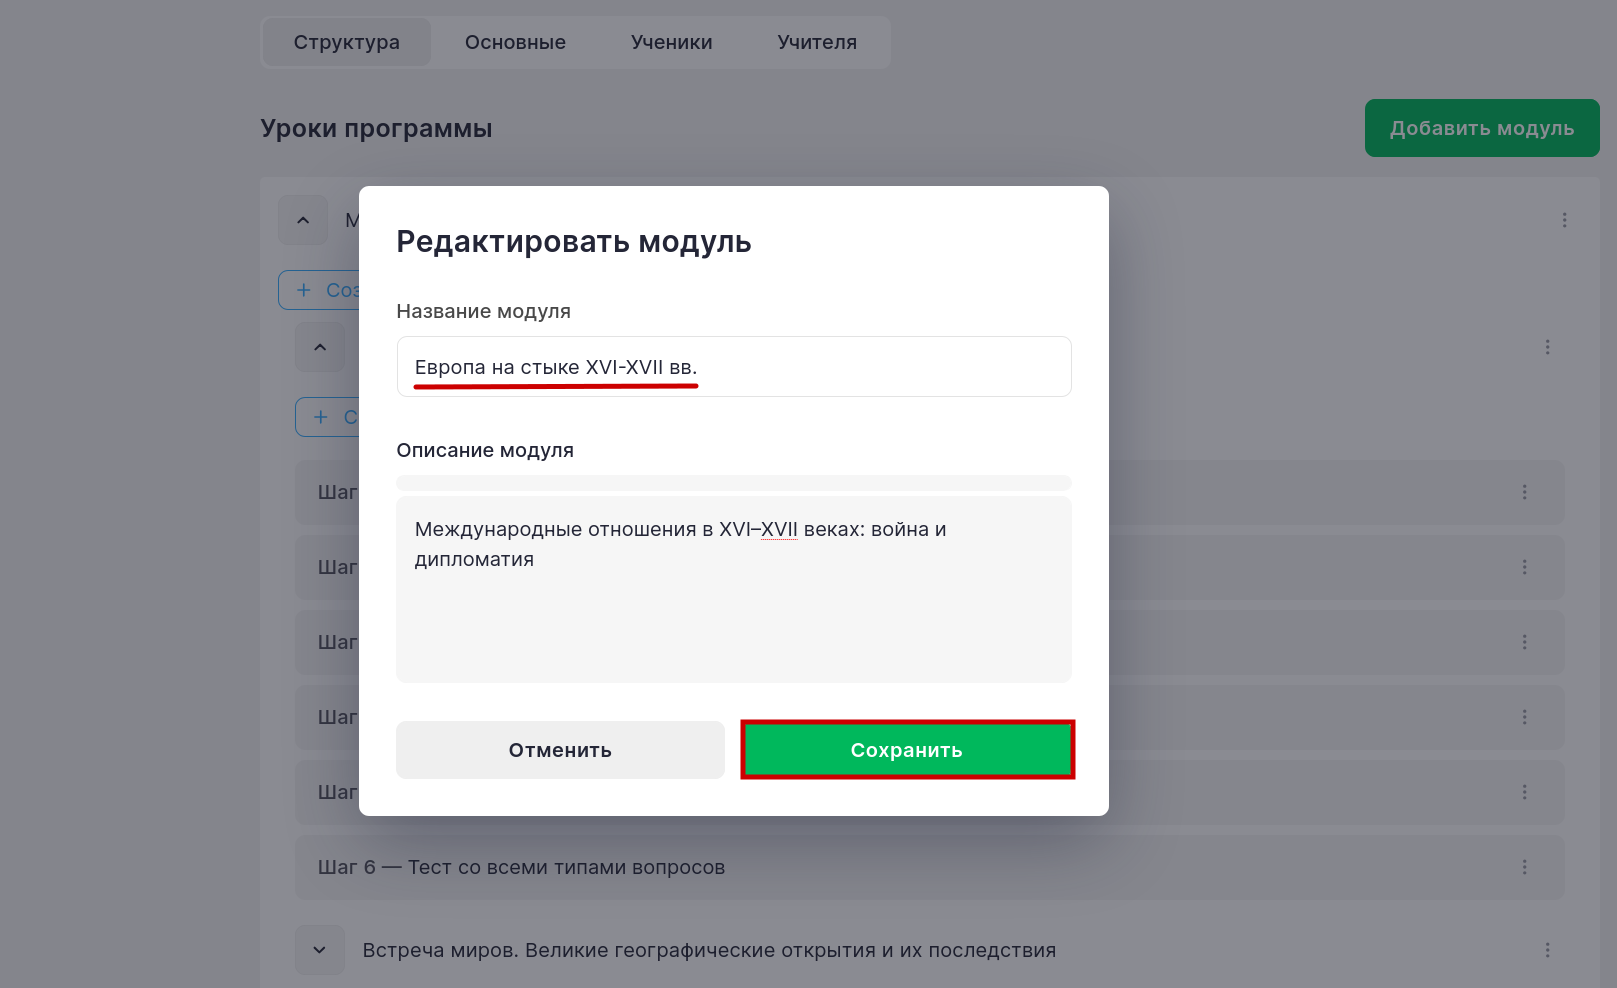 Структура Основные Ученики Учителя
Уроки программы Добавить модуль
Редактировать модуль
Название модуля
Европа на стыке XVI-XVII вв.
Описание модуля
Международные отношения в XVI–XVII веках: война и
дипломатия
Отменить Сохранить
Шаг
Шаг
Шаг
Шаг
Шаг
Шаг 6 — Тест со всеми типами вопросов
Встреча миров. Великие географические открытия и их последствия